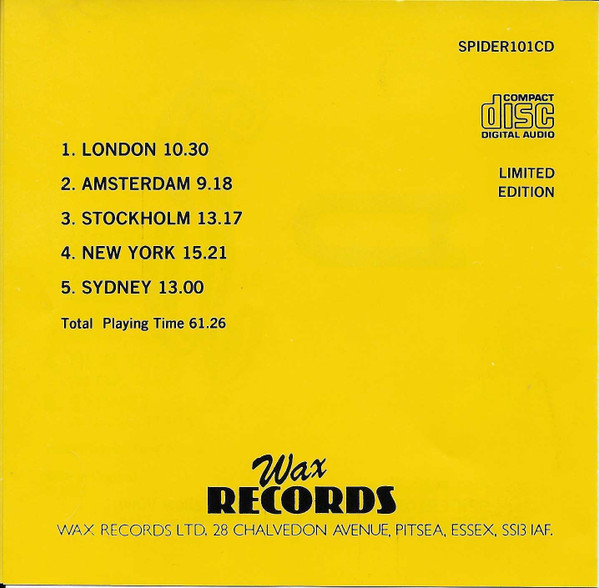 SPIDER101CD
COMPACT
disc
DIGITAL AUDIO
LIMITED
EDITION
1. LONDON 10.30
2. AMSTERDAM 9.18
3. STOCKHOLM 13.17
4. NEW YORK 15.21
5. SYDNEY 13.00
Total Playing Time 61.26
Wax
RECORDS
WAX RECORDS LTD. 28 CHALVEDON AVENUE, PITSEA, ESSEX, SS13 1AF.